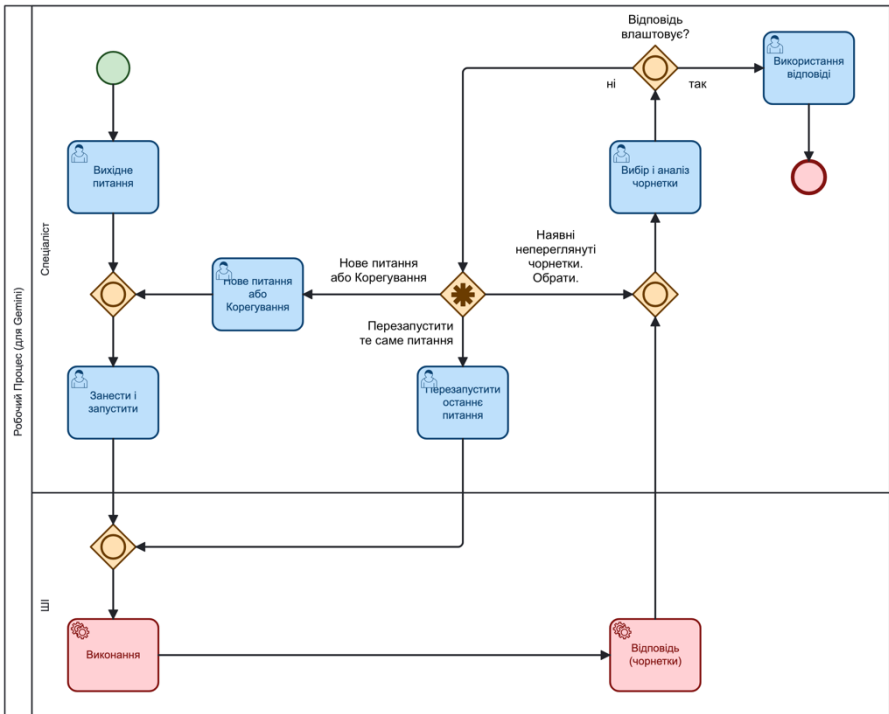 Робочий Процес (для Gemini)
Спеціаліст
ШІ
Вихідне
питання
Занести і
запустити
Нове питання
або
Корегування
Нове питання
або Корегування
Перезапустити
те саме питання
Перезапустити
останнє
питання
Наявні
непереглянуті
чорнетки.
Обрати.
Відповідь
влаштовує?
ні
так
Вибір і аналіз
чорнетки
Використання
відповіді
Виконання
Відповідь
(чорнетки)